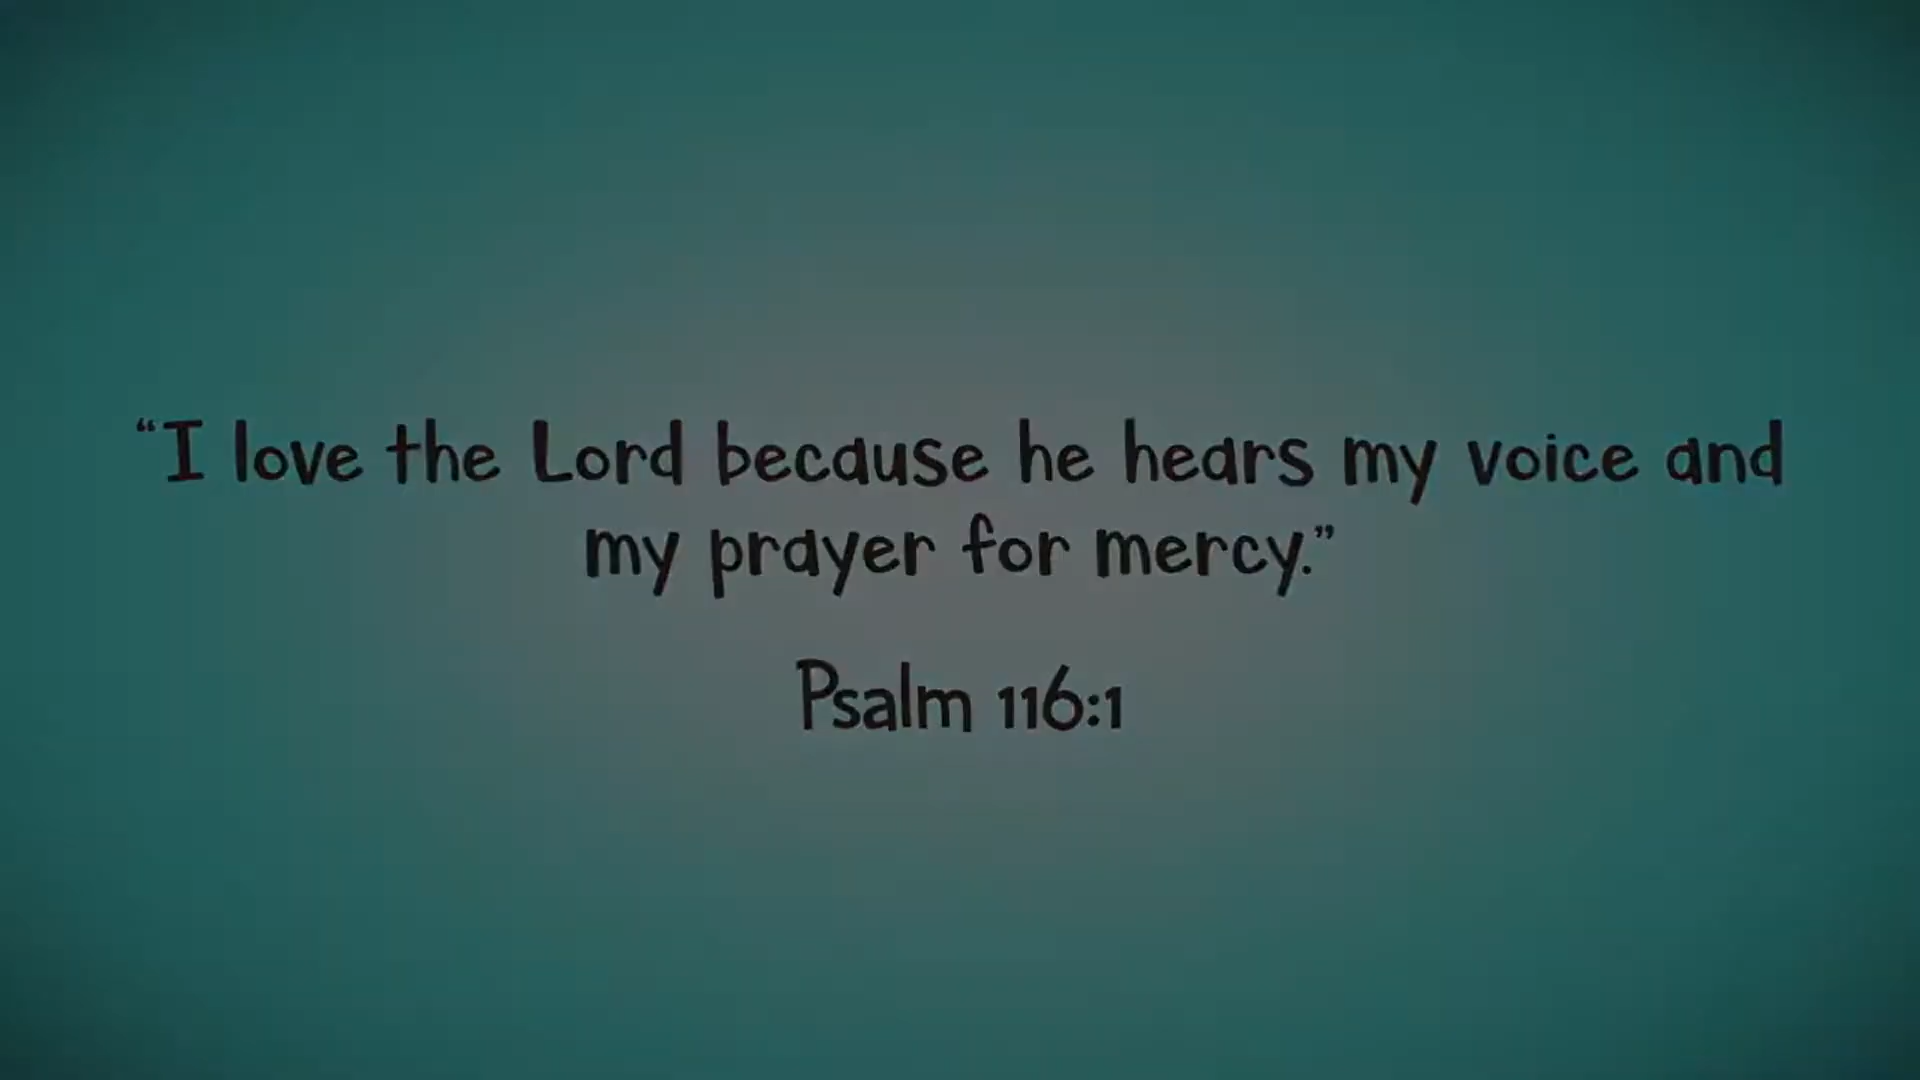 “I love the Lord because he hears my voice and
my prayer for mercy.”
Psalm 116:1